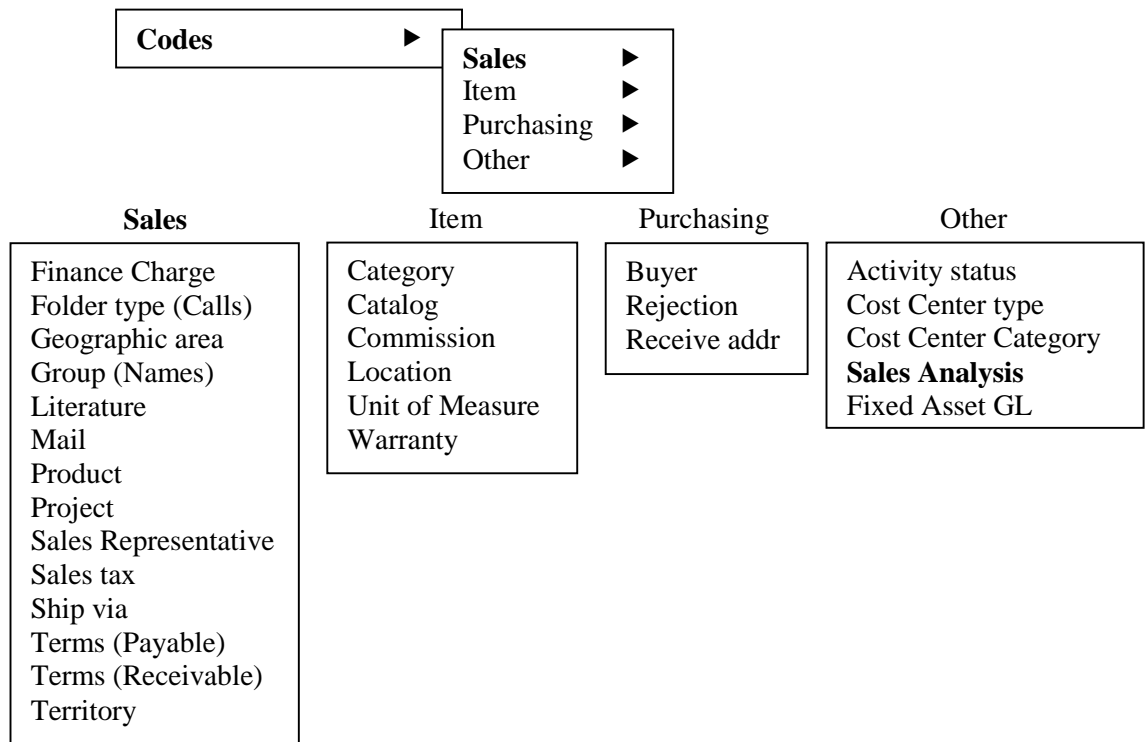 Codes ►
Sales ►
Item ►
Purchasing ►
Other ►
Sales
Finance Charge
Folder type (Calls)
Geographic area
Group (Names)
Literature
Mail
Product
Project
Sales Representative
Sales tax
Ship via
Terms (Payable)
Terms (Receivable)
Territory
Item
Category
Catalog
Commission
Location
Unit of Measure
Warranty
Purchasing
Buyer
Rejection
Receive addr
Other
Activity status
Cost Center type
Cost Center Category
Sales Analysis
Fixed Asset GL